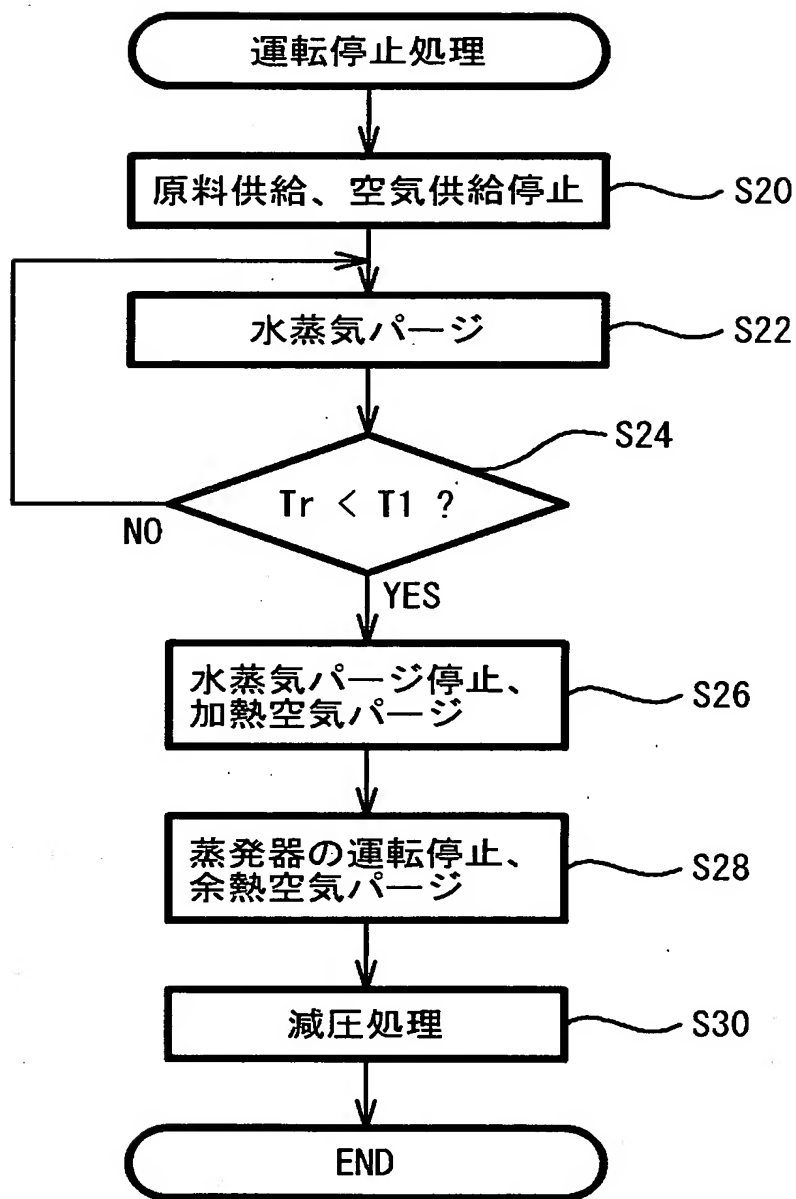 運転停止処理
原料供給、空気供給停止
S20
水蒸気パージ
S22
S24
Tr < T1 ?
NO
YES
水蒸気パージ停止、
加熱空気パージ
S26
蒸発器の運転停止、
余熱空気パージ
S28
減圧処理
S30
END